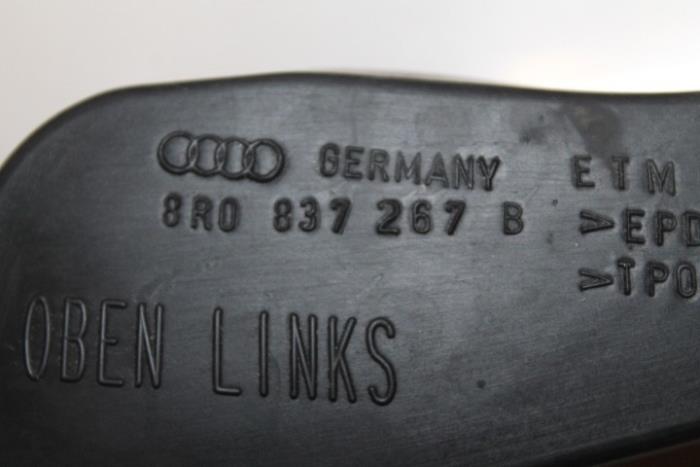 GERMANY ETM
8R0 837 267 B >EPD
>TPO
OBEN LINKS